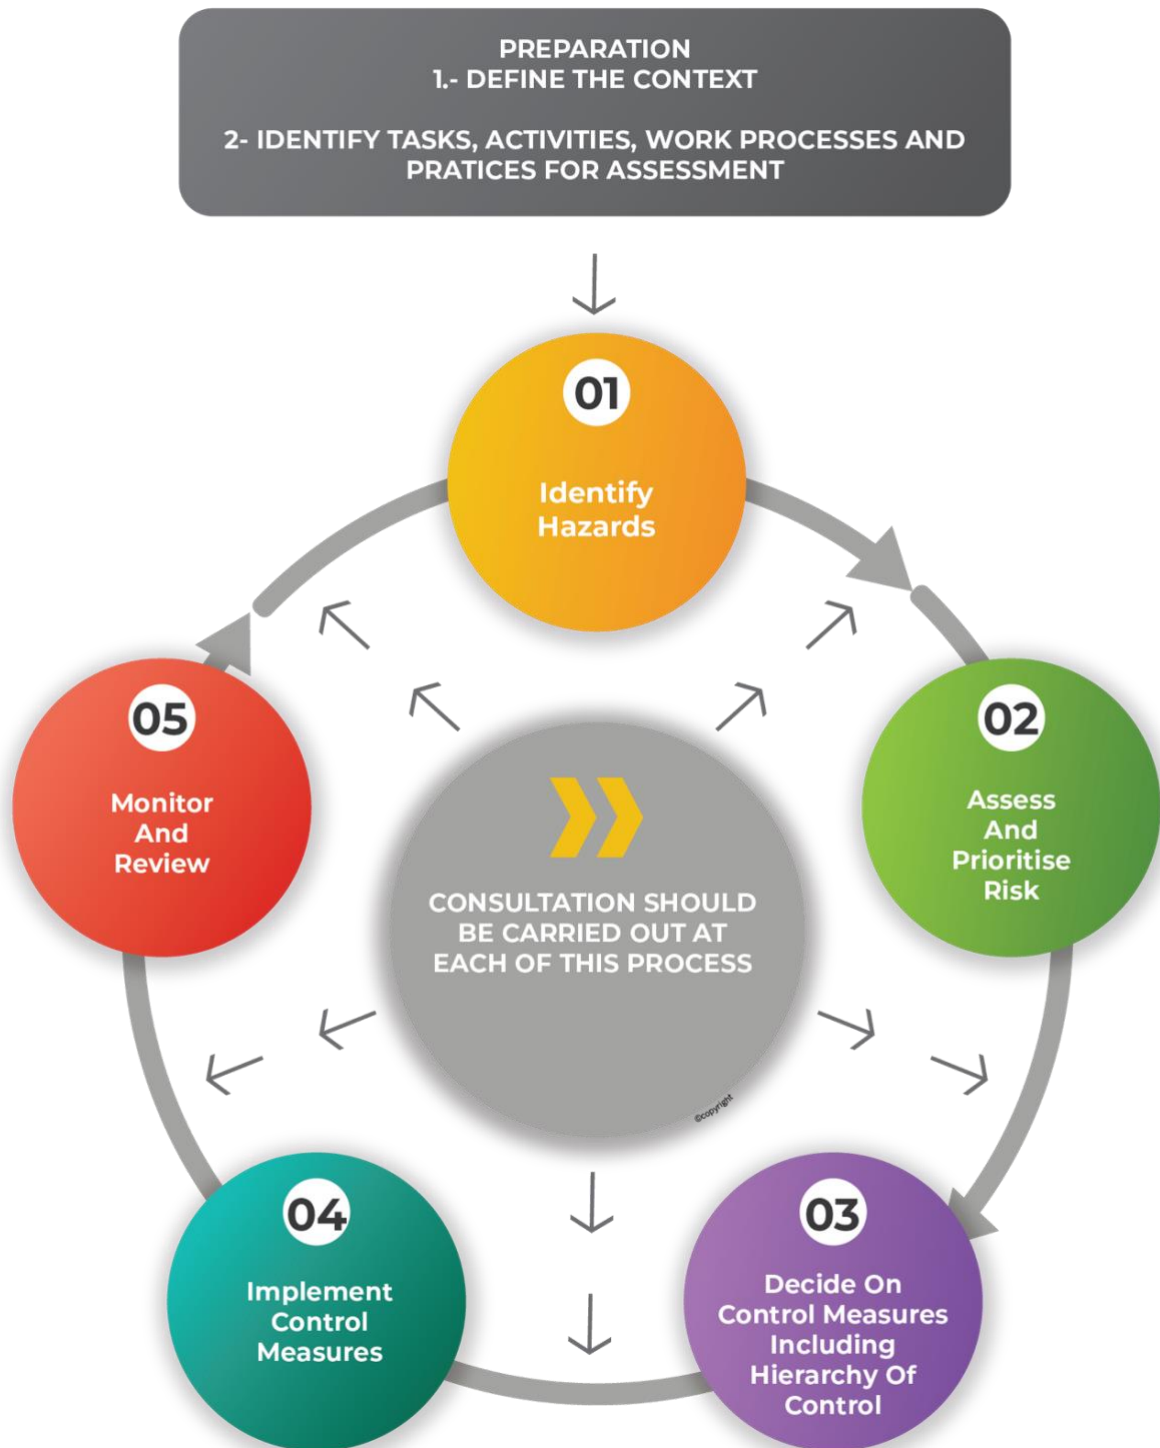 PREPARATION
1.- DEFINE THE CONTEXT
2- IDENTIFY TASKS, ACTIVITIES, WORK PROCESSES AND
PRATICES FOR ASSESSMENT
01
Identify
Hazards
02
Assess
And
Prioritise
Risk
03
Decide On
Control Measures
Including
Hierarchy Of
Control
04
Implement
Control
Measures
05
Monitor
And
Review
CONSULTATION SHOULD
BE CARRIED OUT AT
EACH OF THIS PROCESS
©copyright